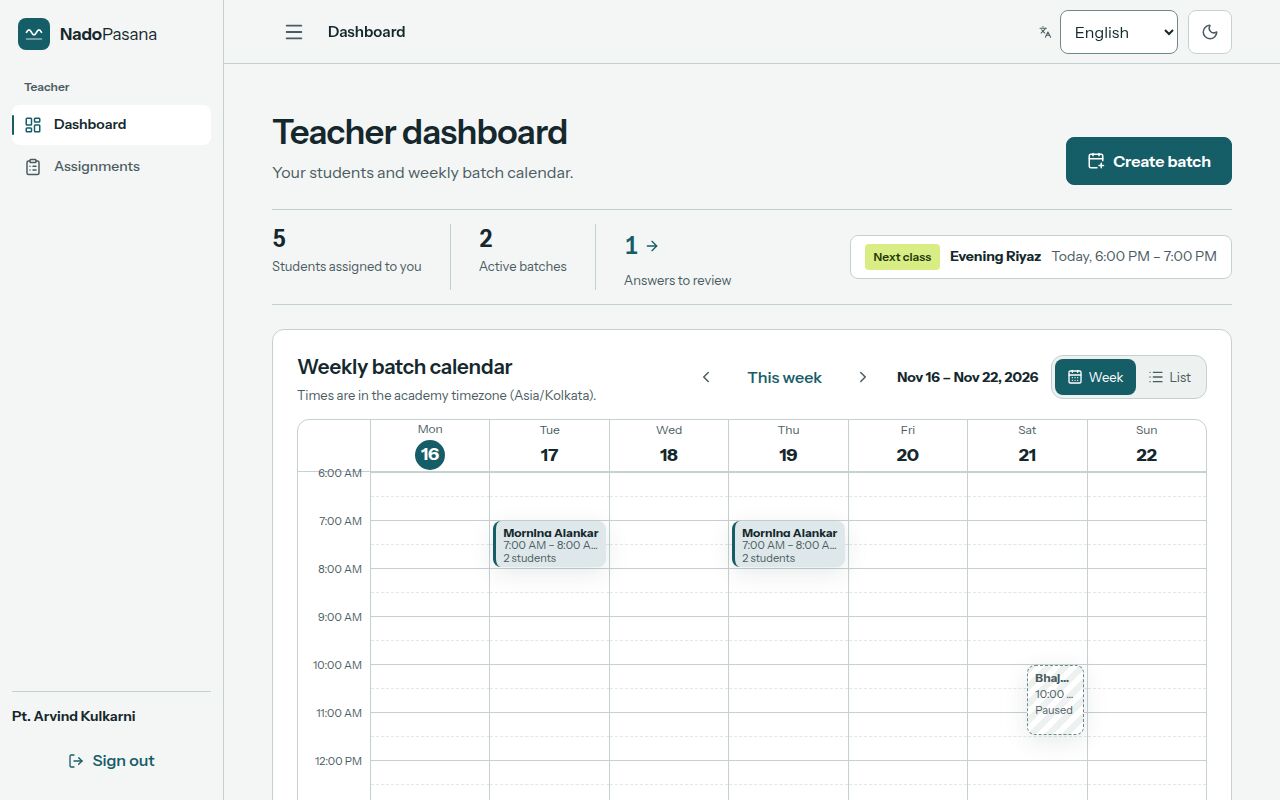 NadoPasana
Dashboard
English
Teacher
Dashboard
Assignments
Teacher dashboard
Your students and weekly batch calendar.
Create batch
5
Students assigned to you
2
Active batches
1
Answers to review
Next class Evening Riyaz Today, 6:00 PM – 7:00 PM
Weekly batch calendar
Times are in the academy timezone (Asia/Kolkata).
This week
Nov 16 – Nov 22, 2026
Week
List
Mon Tue Wed Thu Fri Sat Sun
16 17 18 19 20 21 22
6:00 AM
7:00 AM
Morning Alankar
7:00 AM – 8:00 A...
2 students
Morning Alankar
7:00 AM – 8:00 A...
2 students
8:00 AM
9:00 AM
10:00 AM
Bhaj...
10:00 ...
Paused
11:00 AM
12:00 PM
Pt. Arvind Kulkarni
Sign out